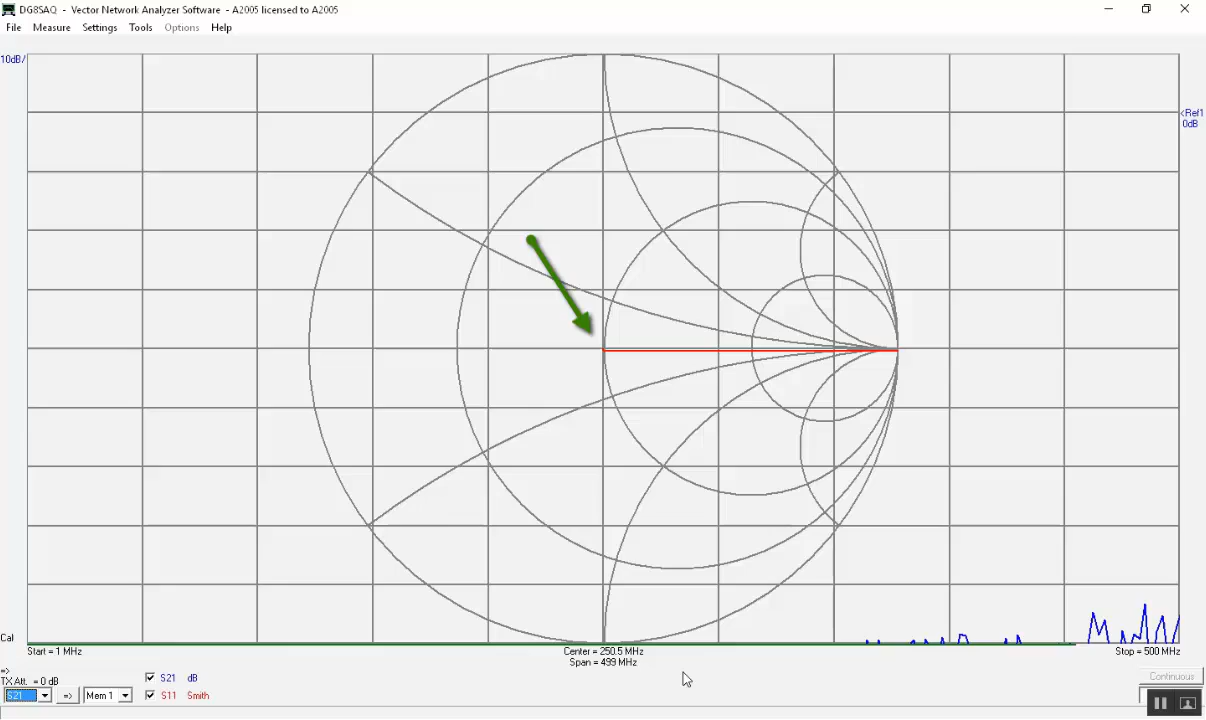 DG8SAQ - Vector Network Analyzer Software - A2005 licensed to A2005
File Measure Settings Tools Options Help
10dB/
<Ref1
0dB
Cal
Start = 1 MHz
Center = 250.5 MHz
Stop = 500 MHz
Span = 499 MHz
=>
TX Att. = 0 dB
S21 dB
Continuous
S21 => Mem 1
S11 Smith